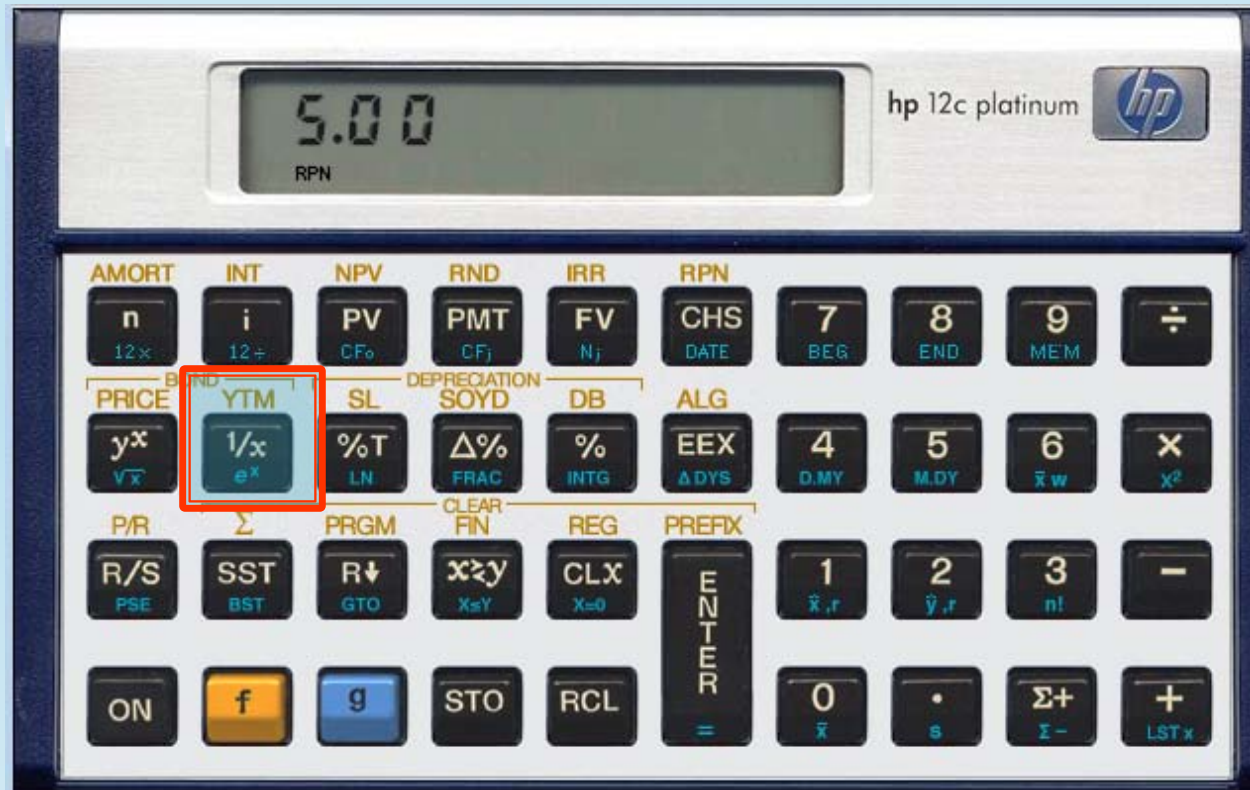 5.00
RPN
hp 12c platinum
hp
AMORT INT NPV RND IRR RPN
n i PV PMT FV CHS 7 8 9 ÷
12× 12÷ CFo CFj Nj DATE BEG END MEM
BOND DEPRECIATION
PRICE YTM SL SOYD DB ALG
yˣ 1/x %T Δ% % EEX 4 5 6 ×
√x eˣ LN FRAC INTG ΔDYS D.MY M.DY x̄w x²
CLEAR
P/R Σ PRGM FIN REG PREFIX
R/S SST R↓ x≷y CLX ENTER 1 2 3 −
PSE BST GTO X≤Y X=0 x̂,r ŷ,r n!
ON f g STO RCL 0 · Σ+ +
= x̄ s Σ− LST x